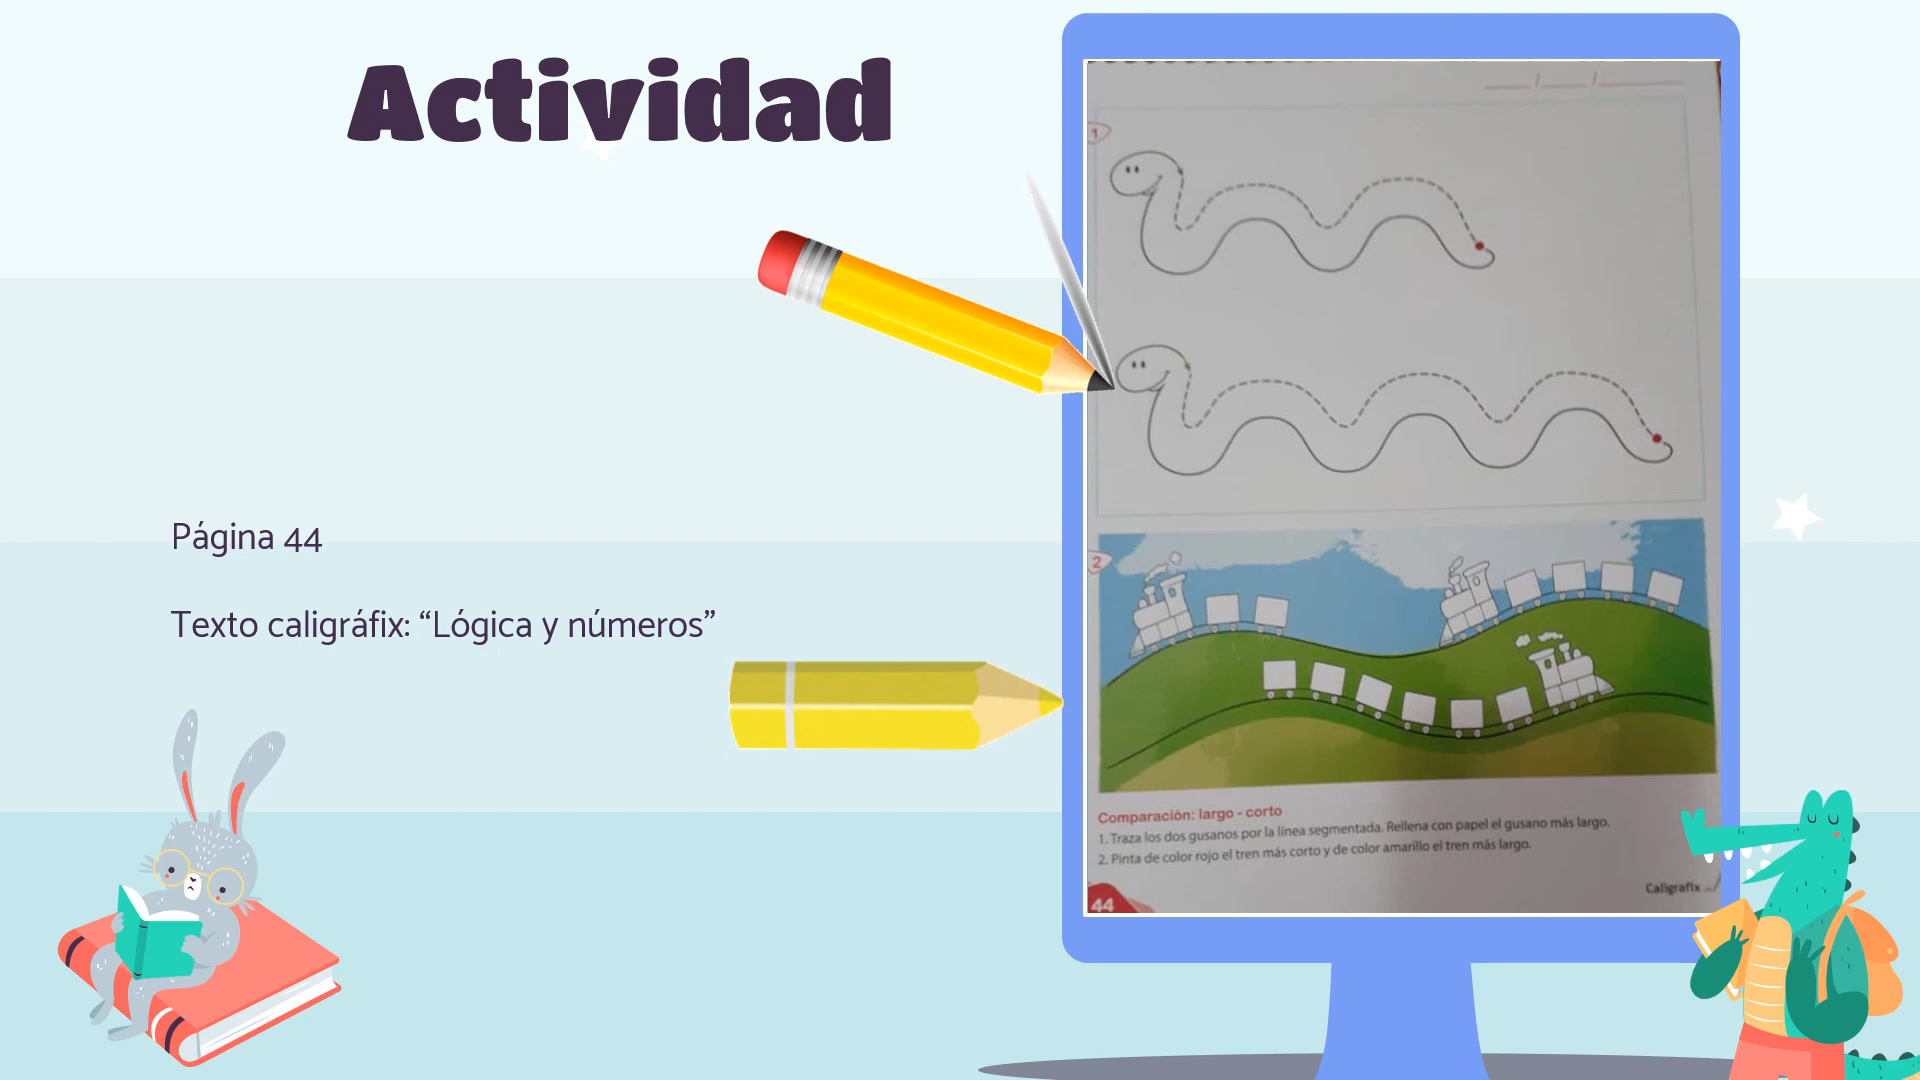 Actividad
Página 44
Texto caligráfix: “Lógica y números”
1
2
Comparación: largo - corto
1. Traza los dos gusanos por la línea segmentada. Rellena con papel el gusano más largo.
2. Pinta de color rojo el tren más corto y de color amarillo el tren más largo.
Caligrafix
44